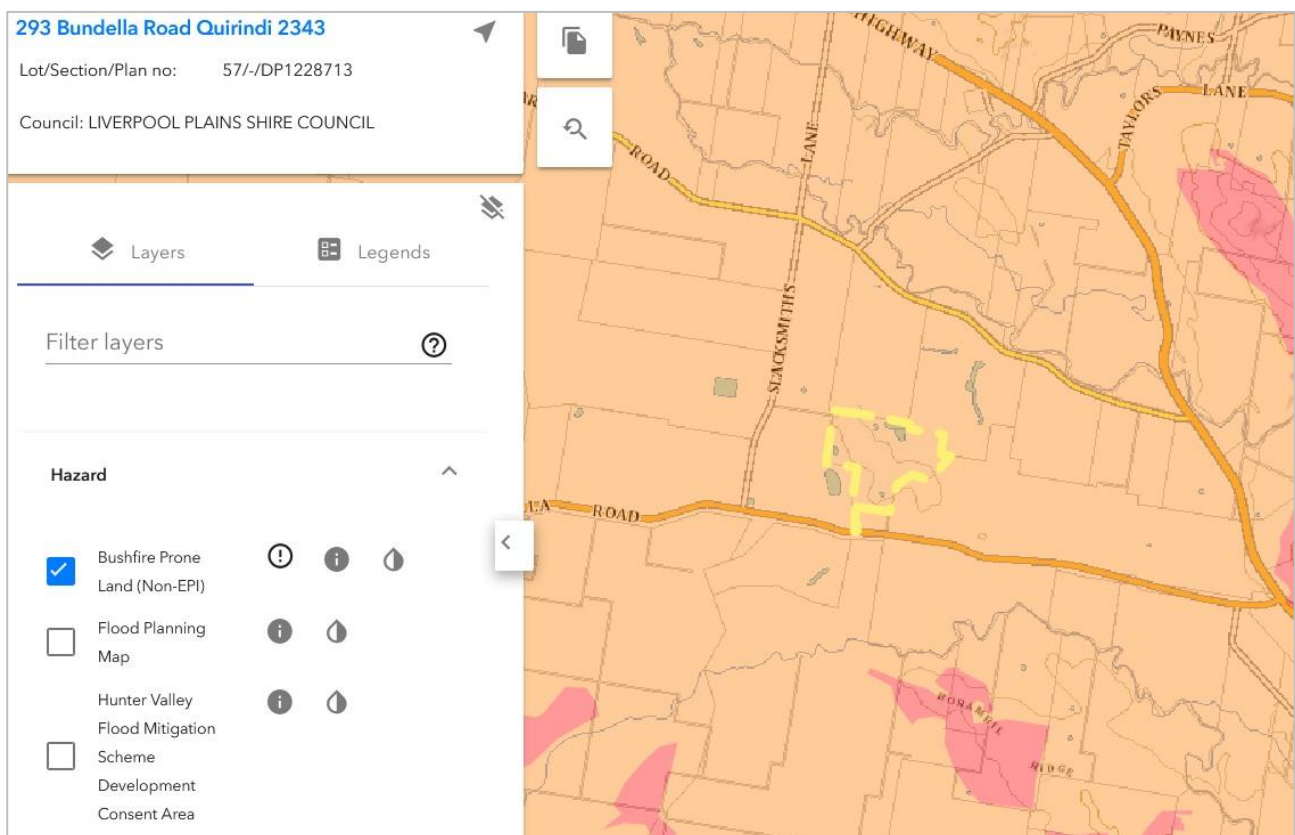 293 Bundella Road Quirindi 2343
Lot/Section/Plan no: 57/-/DP1228713
Council: LIVERPOOL PLAINS SHIRE COUNCIL
Layers
Legends
Filter layers
Hazard
Bushfire Prone
Land (Non-EPI)
Flood Planning
Map
Hunter Valley
Flood Mitigation
Scheme
Development
Consent Area
HIGHWAY
PAYNES
TAYLORS LANE
ROAD
SLACKSMITHS LANE
LA ROAD
BORAMBIL
RIDGE